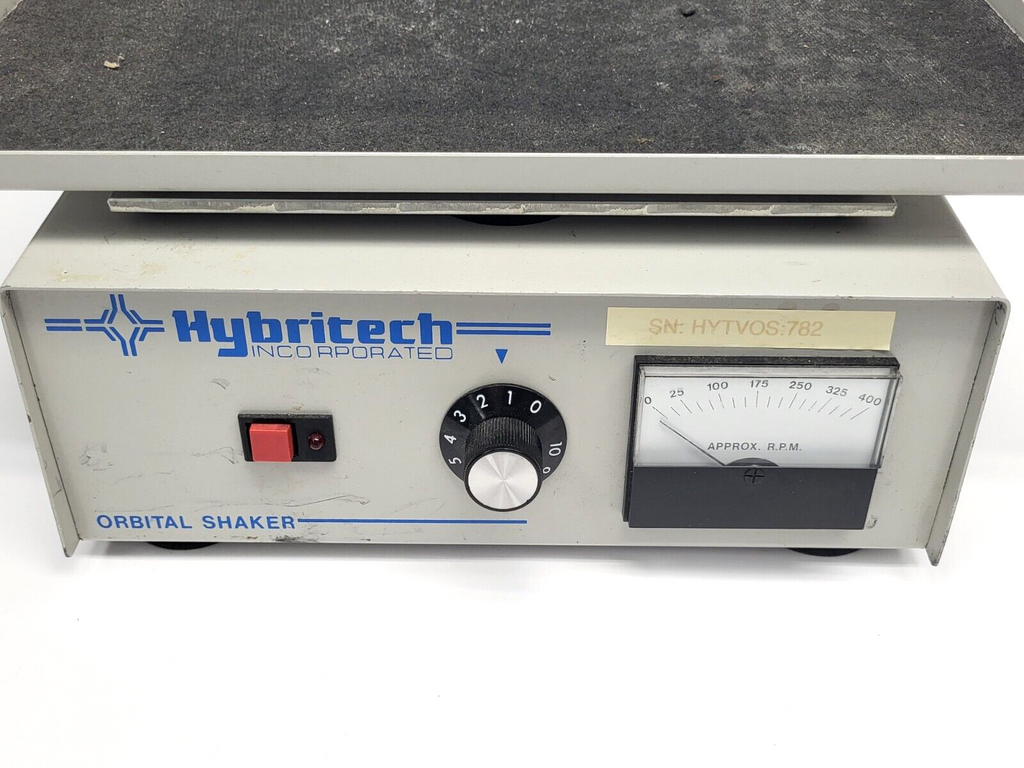 Hybritech
INCORPORATED
SN: HYTVOS 782
0 25 100 175 250 325 400
APPROX. R.P.M.
5 4 3 2 1 0 10 9
ORBITAL SHAKER